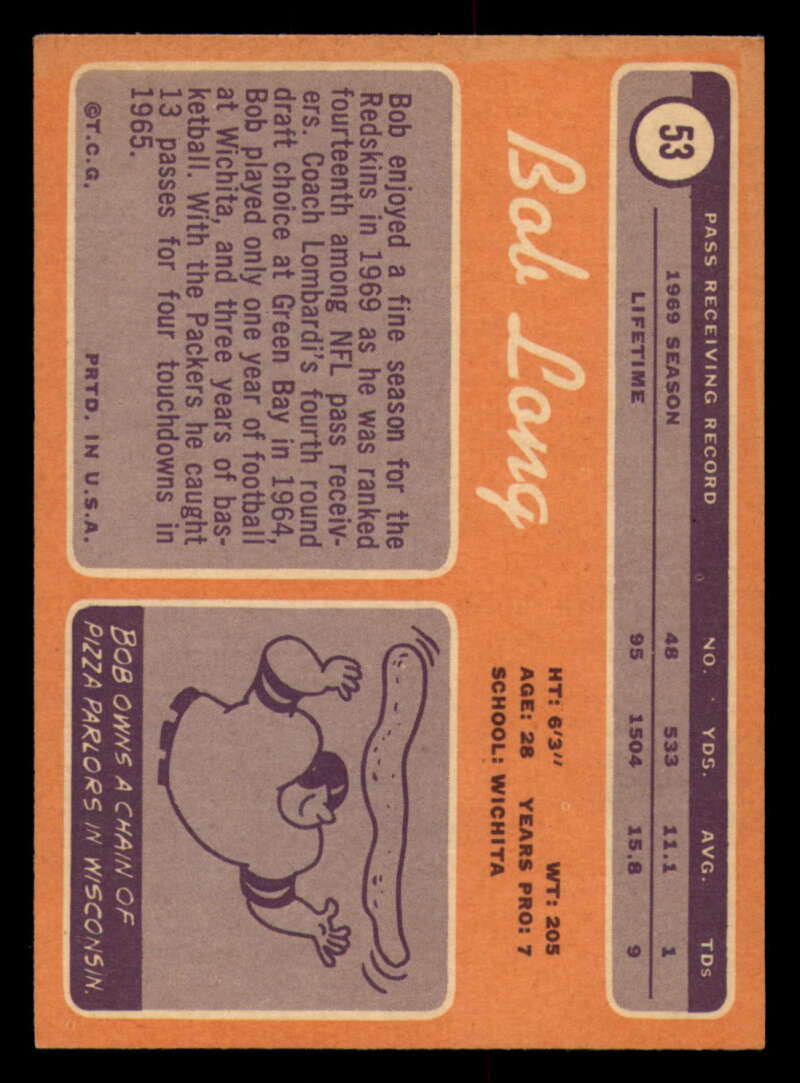 53
PASS RECEIVING RECORD NO. YDS. AVG. TDs
1969 SEASON 48 533 11.1 1
LIFETIME 95 1504 15.8 9
Bob Long
HT: 6'3" WT: 205
AGE: 28 YEARS PRO: 7
SCHOOL: WICHITA
Bob enjoyed a fine season for the
Redskins in 1969 as he was ranked
fourteenth among NFL pass receiv-
ers. Coach Lombardi's fourth round
draft choice at Green Bay in 1964,
Bob played only one year of football
at Wichita, and three years of bas-
ketball. With the Packers he caught
13 passes for four touchdowns in
1965.
©T.C.G. PRTD. IN U.S.A.
BOB OWNS A CHAIN OF
PIZZA PARLORS IN WISCONSIN.